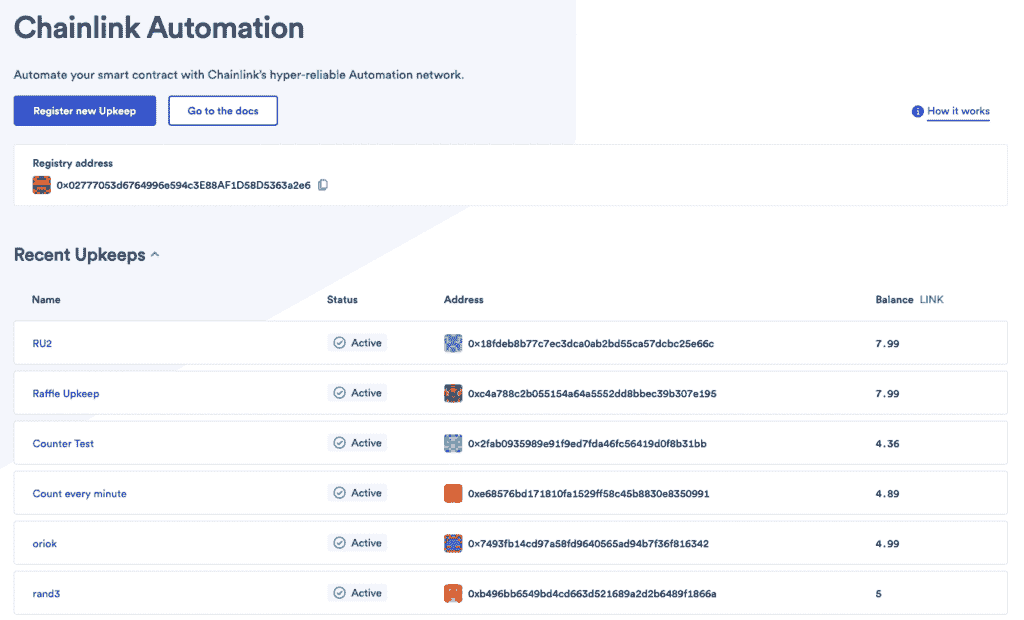 Chainlink Automation
Automate your smart contract with Chainlink's hyper-reliable Automation network.
Register new Upkeep Go to the docs How it works
Registry address
0x02777053d6764996e594c3E88AF1D58D5363a2e6
Recent Upkeeps
Name Status Address Balance LINK
RU2 Active 0x18fdeb8b77c7ec3dca0ab2bd55ca57dcbc25e66c 7.99
Raffle Upkeep Active 0xc4a788c2b055154a64a5552dd8bbec39b307e195 7.99
Counter Test Active 0x2fab0935989e91f9ed7fda46fc56419d0f8b31bb 4.36
Count every minute Active 0xe68576bd171810fa1529ff58c45b8830e8350991 4.89
oriok Active 0x7493fb14cd97a58fd9640565ad94b7f36f816342 4.99
rand3 Active 0xb496bb6549bd4cd663d521689a2d2b6489f1866a 5